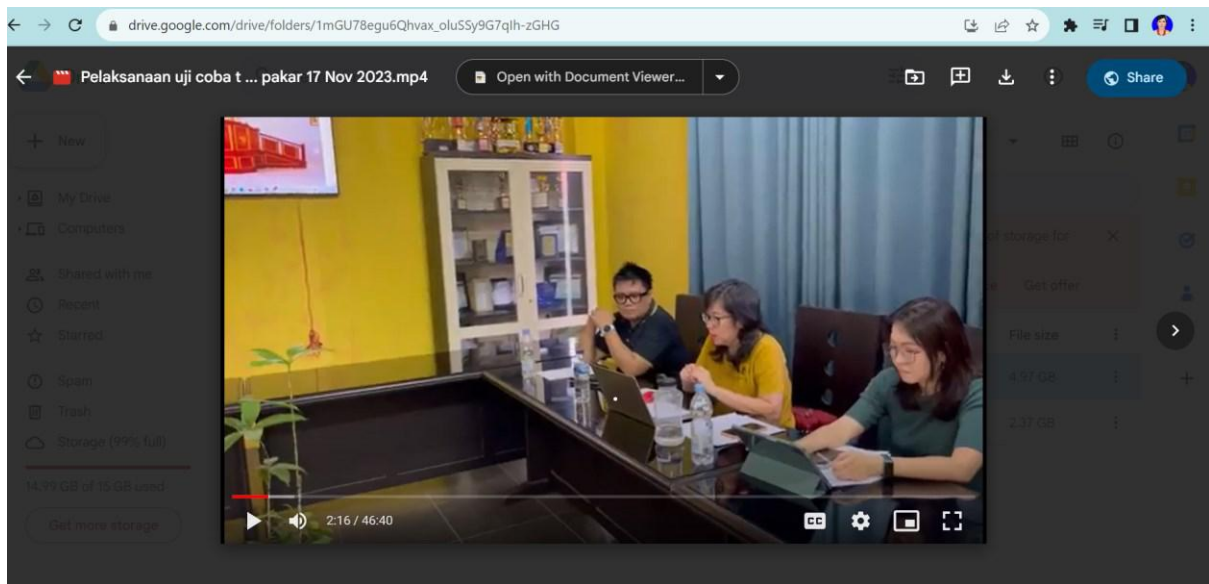 drive.google.com/drive/folders/1mGU78egu6Qhvax_oluSSy9G7qIh-zGHG
Pelaksanaan uji coba t ... pakar 17 Nov 2023.mp4
Open with Document Viewer...
Share
New
My Drive
Computers
of storage for
Shared with me
Recent
Get offer
Starred
File size
Spam
4.97 GB
Trash
2.37 GB
Storage (99% full)
14.99 GB of 15 GB used
Get more storage
2:16 / 46:40
CC